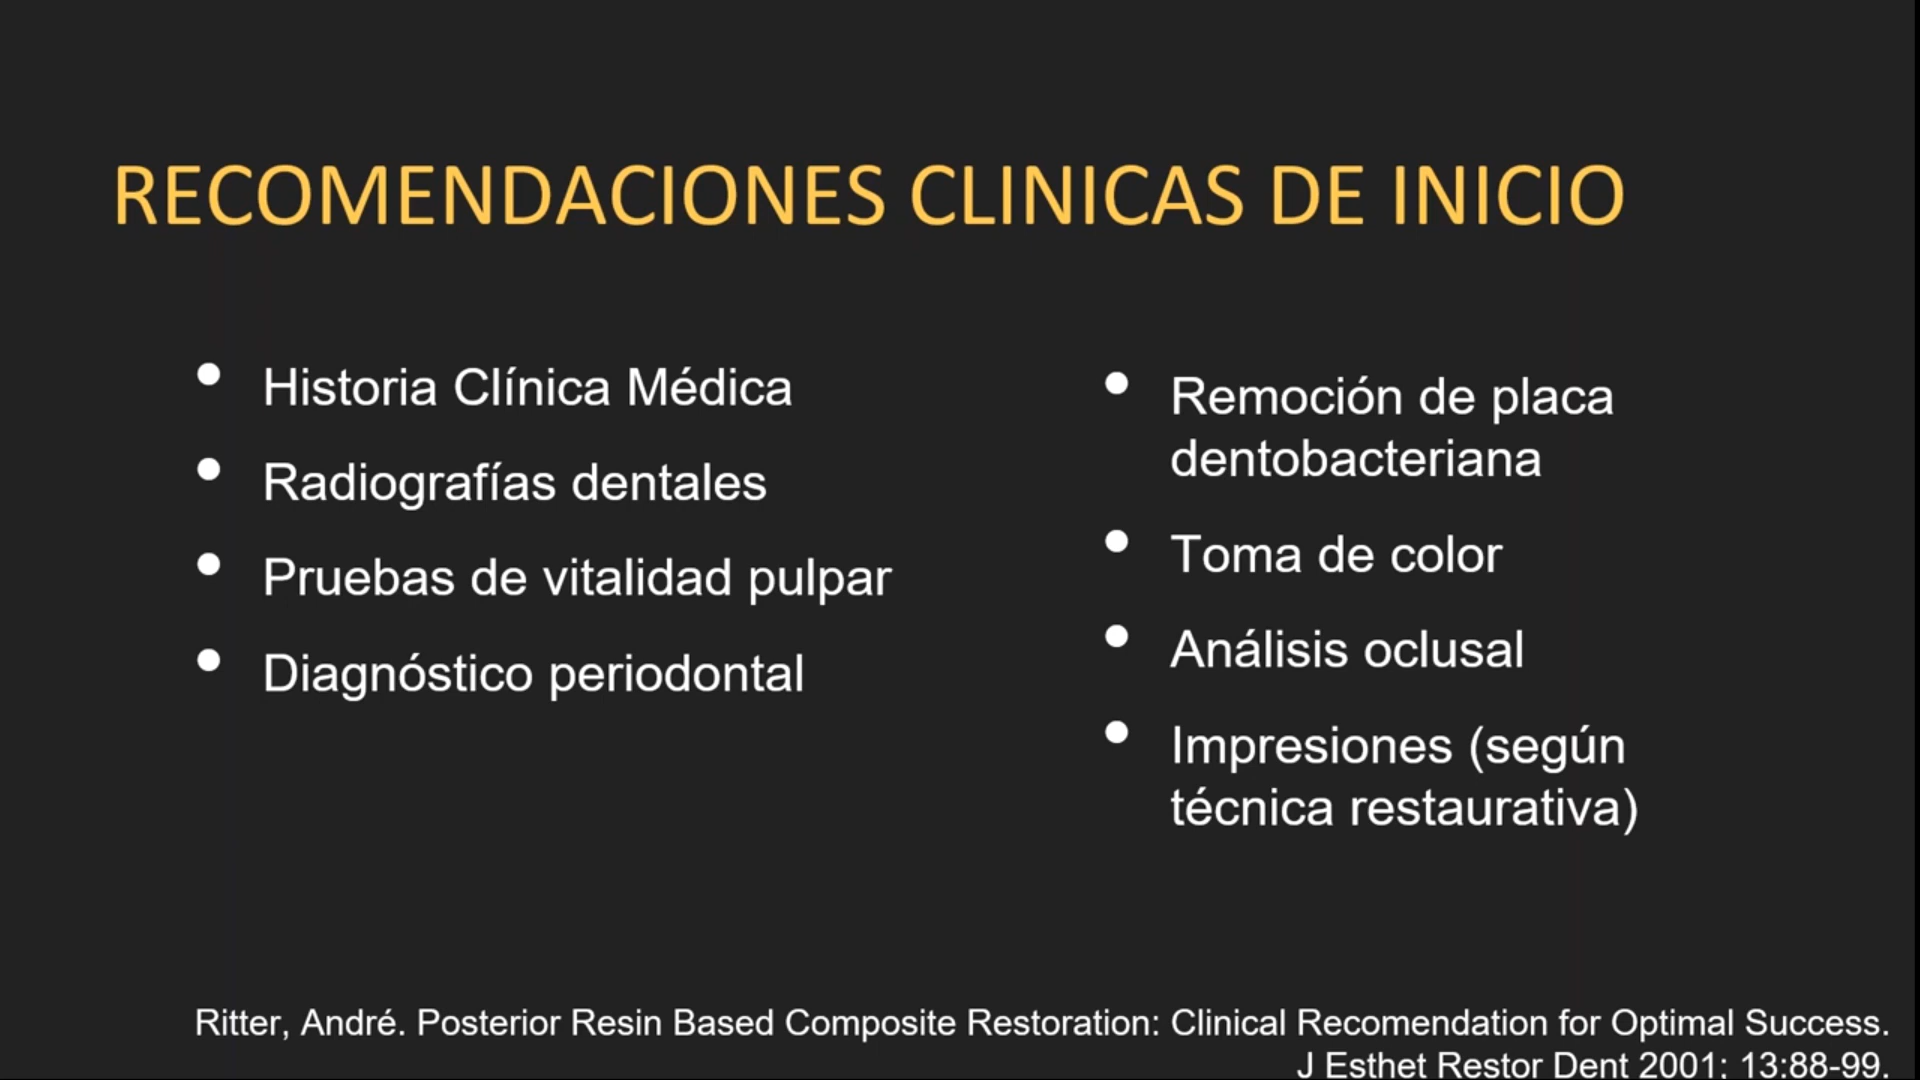 RECOMENDACIONES CLINICAS DE INICIO
• Historia Clínica Médica
• Radiografías dentales
• Pruebas de vitalidad pulpar
• Diagnóstico periodontal
• Remoción de placa
dentobacteriana
• Toma de color
• Análisis oclusal
• Impresiones (según
técnica restaurativa)
Ritter, André. Posterior Resin Based Composite Restoration: Clinical Recomendation for Optimal Success.
J Esthet Restor Dent 2001; 13:88-99.